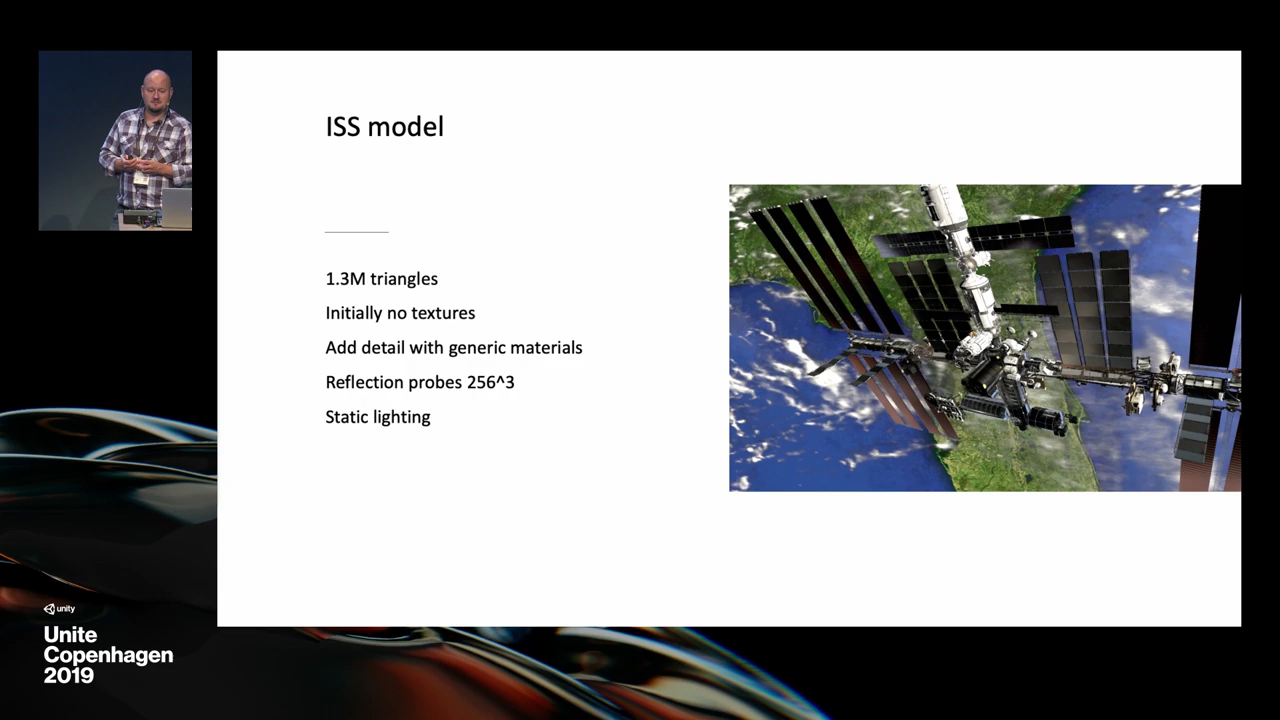 ISS model
1.3M triangles
Initially no textures
Add detail with generic materials
Reflection probes 256^3
Static lighting
unity
Unite
Copenhagen
2019